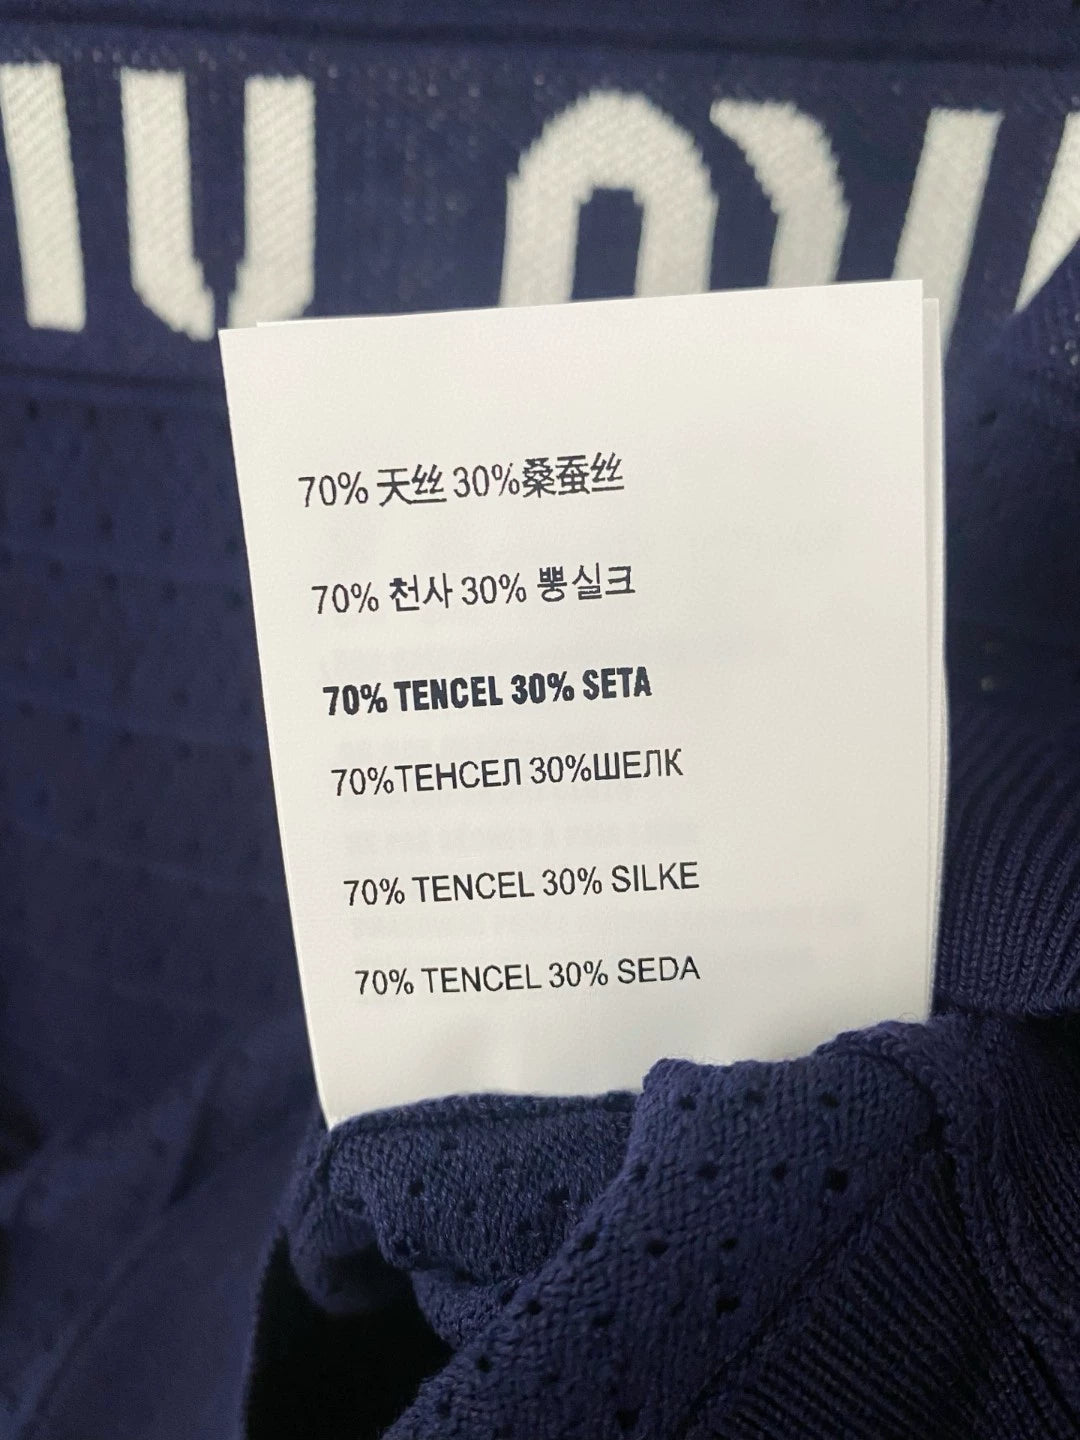 70% 天丝 30%桑蚕丝
70% 천사 30% 뽕실크
70% TENCEL 30% SETA
70%ТЕНСЕЛ 30%ШЕЛК
70% TENCEL 30% SILKE
70% TENCEL 30% SEDA